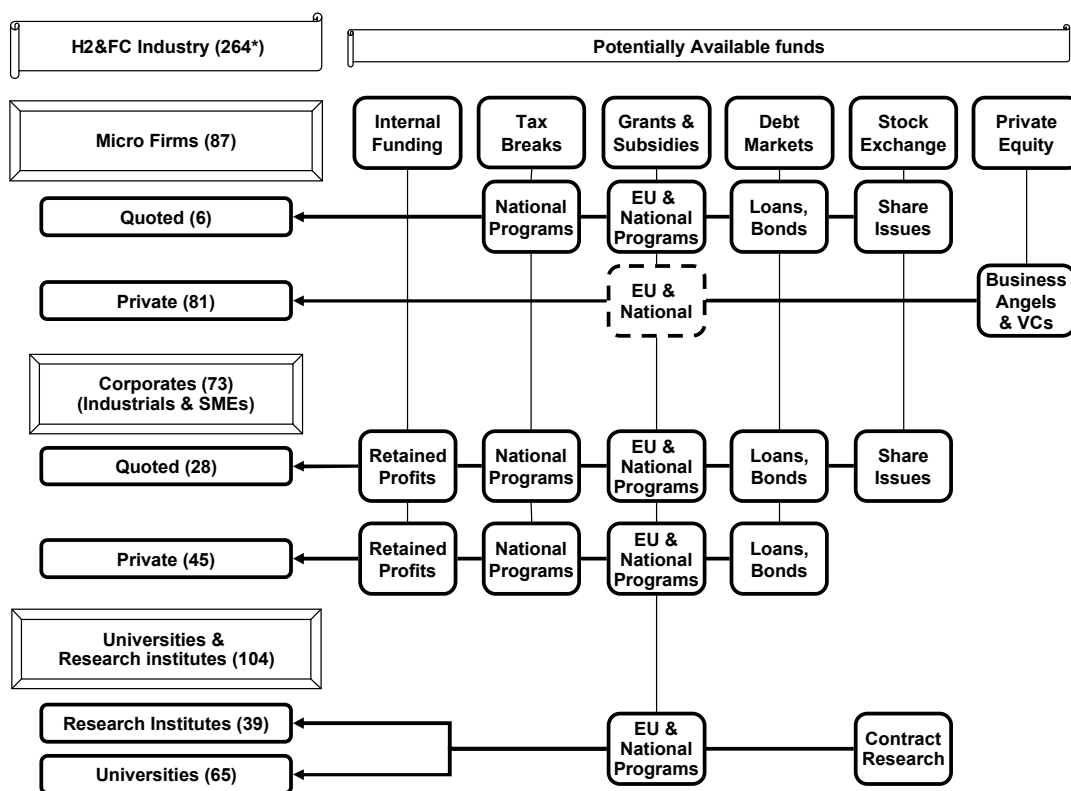 H2&FC Industry (264*)
Potentially Available funds
Micro Firms (87)
Internal
Funding
Tax
Breaks
Grants &
Subsidies
Debt
Markets
Stock
Exchange
Private
Equity
Quoted (6)
National
Programs
EU &
National
Programs
Loans,
Bonds
Share
Issues
Private (81)
EU &
National
Business
Angels
& VCs
Corporates (73)
(Industrials & SMEs)
Quoted (28)
Retained
Profits
National
Programs
EU &
National
Programs
Loans,
Bonds
Share
Issues
Private (45)
Retained
Profits
National
Programs
EU &
National
Programs
Loans,
Bonds
Universities &
Research institutes (104)
Research Institutes (39)
Universities (65)
EU &
National
Programs
Contract
Research